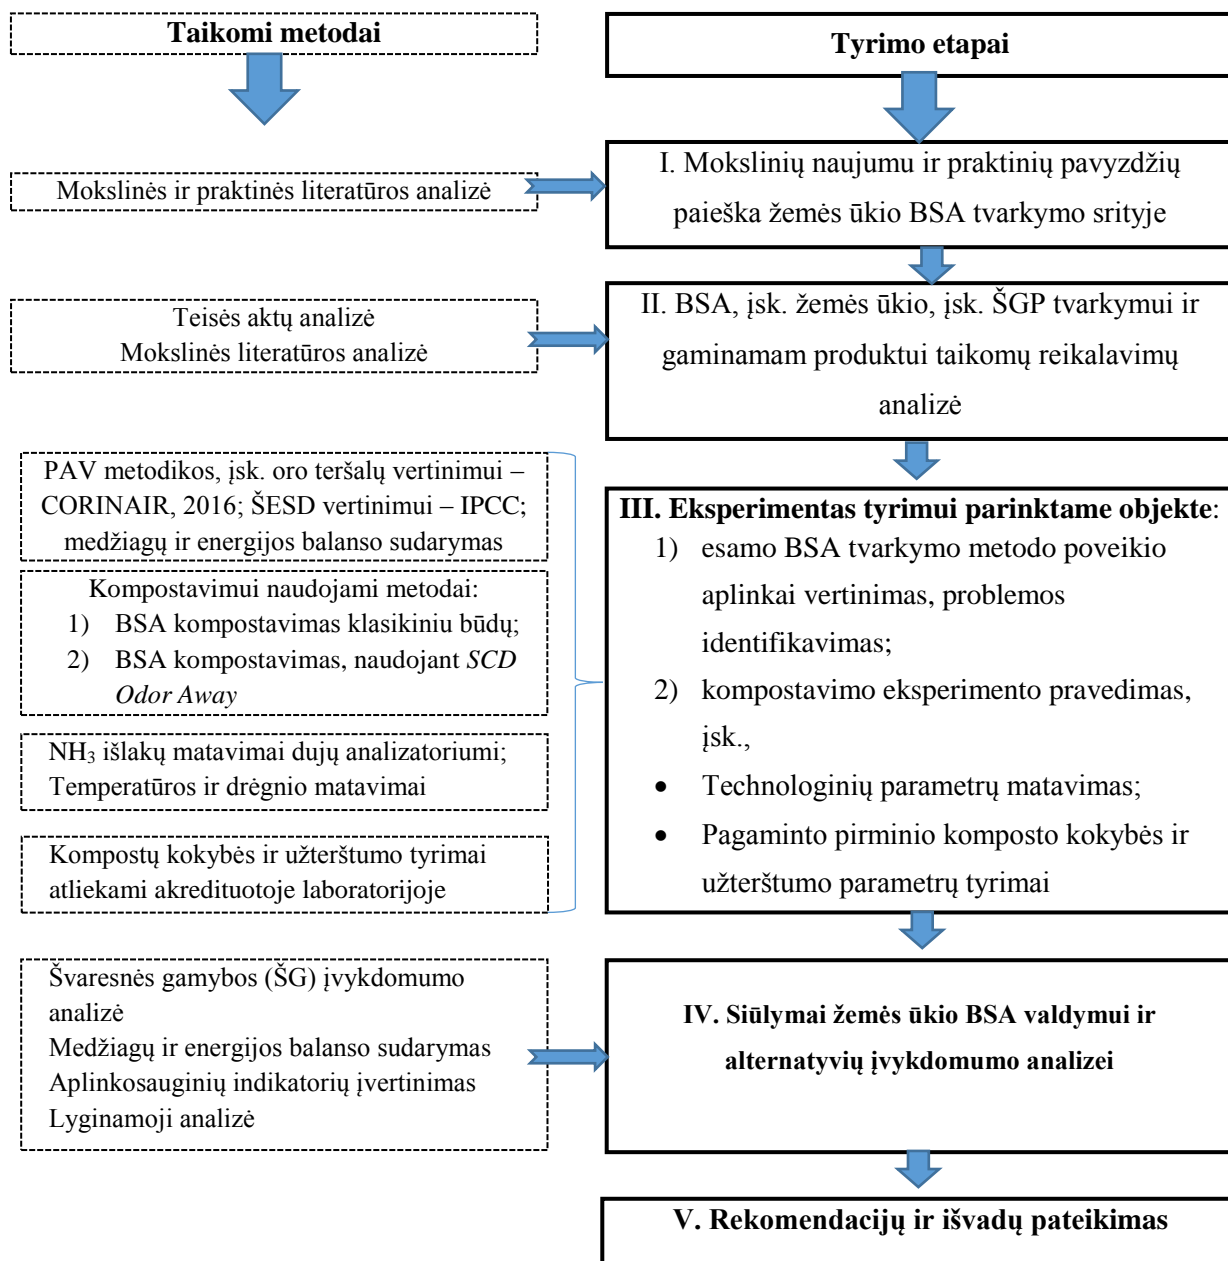 Taikomi metodai
Tyrimo etapai
Mokslinės ir praktinės literatūros analizė
I. Mokslinių naujumu ir praktinių pavyzdžių
paieška žemės ūkio BSA tvarkymo srityje
Teisės aktų analizė
Mokslinės literatūros analizė
II. BSA, įsk. žemės ūkio, įsk. ŠGP tvarkymui ir
gaminamam produktui taikomų reikalavimų
analizė
PAV metodikos, įsk. oro teršalų vertinimui –
CORINAIR, 2016; ŠESD vertinimui – IPCC;
medžiagų ir energijos balanso sudarymas
Kompostavimui naudojami metodai:
1) BSA kompostavimas klasikiniu būdų;
2) BSA kompostavimas, naudojant SCD
Odor Away
NH₃ išlakų matavimai dujų analizatoriumi;
Temperatūros ir drėgnio matavimai
Kompostų kokybės ir užterštumo tyrimai
atliekami akredituotoje laboratorijoje
III. Eksperimentas tyrimui parinktame objekte:
1) esamo BSA tvarkymo metodo poveikio
aplinkai vertinimas, problemos
identifikavimas;
2) kompostavimo eksperimento pravedimas,
įsk.,
• Technologinių parametrų matavimas;
• Pagaminto pirminio komposto kokybės ir
užterštumo parametrų tyrimai
Švaresnės gamybos (ŠG) įvykdomumo
analizė
Medžiagų ir energijos balanso sudarymas
Aplinkosauginių indikatorių įvertinimas
Lyginamoji analizė
IV. Siūlymai žemės ūkio BSA valdymui ir
alternatyvių įvykdomumo analizei
V. Rekomendacijų ir išvadų pateikimas